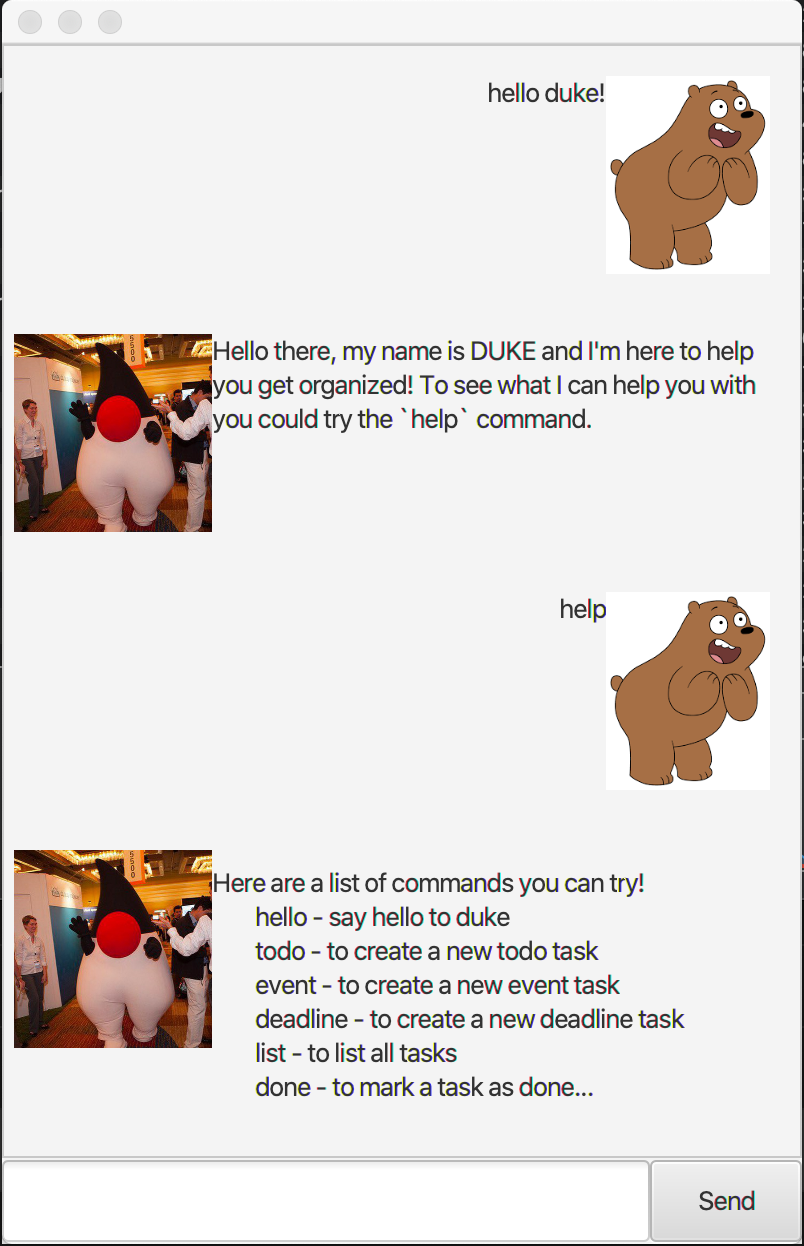 hello duke!
5500
Hello there, my name is DUKE and I'm here to help
you get organized! To see what I can help you with
you could try the `help` command.
help
5500
Here are a list of commands you can try!
hello - say hello to duke
todo - to create a new todo task
event - to create a new event task
deadline - to create a new deadline task
list - to list all tasks
done - to mark a task as done...
Send